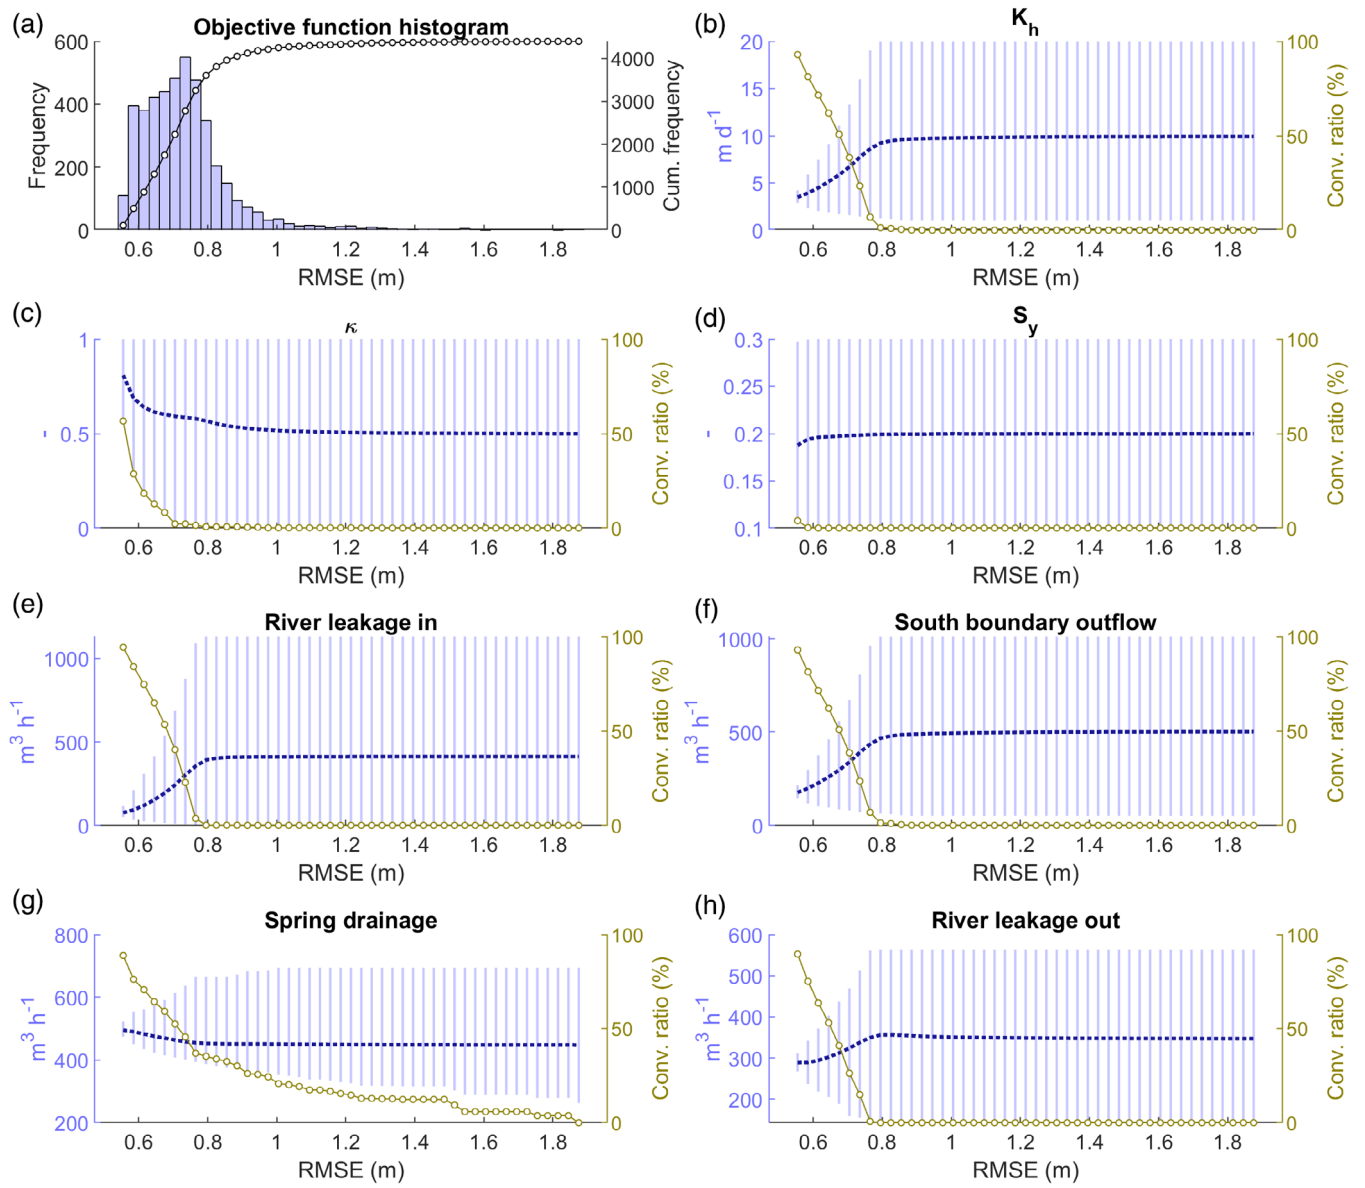 (a)
Objective function histogram
600
400
200
0
Frequency
4000
3000
2000
1000
0
Cum. frequency
0.6 0.8 1 1.2 1.4 1.6 1.8
RMSE (m)
(b)
K_h
20
15
10
5
0
m d^-1
100
50
0
Conv. ratio (%)
0.6 0.8 1 1.2 1.4 1.6 1.8
RMSE (m)
(c)
κ
1
0.5
0
-
100
50
0
Conv. ratio (%)
0.6 0.8 1 1.2 1.4 1.6 1.8
RMSE (m)
(d)
S_y
0.3
0.25
0.2
0.15
0.1
-
100
50
0
Conv. ratio (%)
0.6 0.8 1 1.2 1.4 1.6 1.8
RMSE (m)
(e)
River leakage in
1000
500
0
m^3 h^-1
100
50
0
Conv. ratio (%)
0.6 0.8 1 1.2 1.4 1.6 1.8
RMSE (m)
(f)
South boundary outflow
1000
500
0
m^3 h^-1
100
50
0
Conv. ratio (%)
0.6 0.8 1 1.2 1.4 1.6 1.8
RMSE (m)
(g)
Spring drainage
800
600
400
200
m^3 h^-1
100
50
0
Conv. ratio (%)
0.6 0.8 1 1.2 1.4 1.6 1.8
RMSE (m)
(h)
River leakage out
600
500
400
300
200
m^3 h^-1
100
50
0
Conv. ratio (%)
0.6 0.8 1 1.2 1.4 1.6 1.8
RMSE (m)